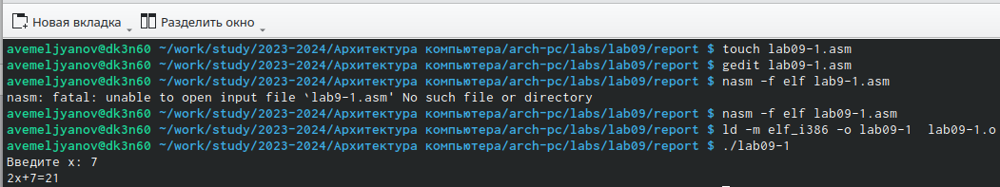 Новая вкладка Разделить окно
avemeljyanov@dk3n60 ~/work/study/2023-2024/Архитектура компьютера/arch-pc/labs/lab09/report $ touch lab09-1.asm
avemeljyanov@dk3n60 ~/work/study/2023-2024/Архитектура компьютера/arch-pc/labs/lab09/report $ gedit lab09-1.asm
avemeljyanov@dk3n60 ~/work/study/2023-2024/Архитектура компьютера/arch-pc/labs/lab09/report $ nasm -f elf lab9-1.asm
nasm: fatal: unable to open input file `lab9-1.asm' No such file or directory
avemeljyanov@dk3n60 ~/work/study/2023-2024/Архитектура компьютера/arch-pc/labs/lab09/report $ nasm -f elf lab09-1.asm
avemeljyanov@dk3n60 ~/work/study/2023-2024/Архитектура компьютера/arch-pc/labs/lab09/report $ ld -m elf_i386 -o lab09-1  lab09-1.o
avemeljyanov@dk3n60 ~/work/study/2023-2024/Архитектура компьютера/arch-pc/labs/lab09/report $ ./lab09-1
Введите x: 7
2x+7=21